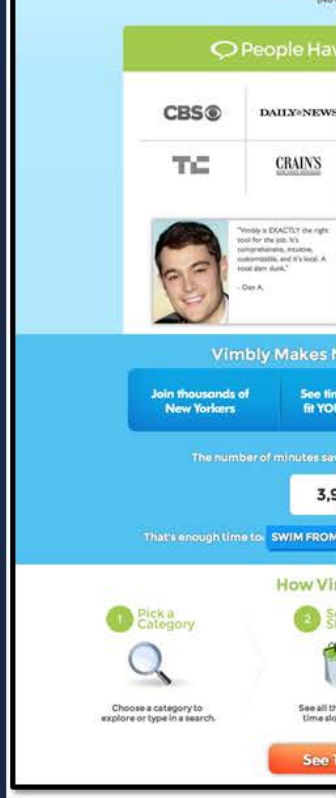 People Hav
CBS
DAILY NEWS
TC
CRAIN'S
"Vimbly is EXACTLY the right
tool for the job. It's
comprehensive, intuitive,
customizable, and it's local. A
total slam dunk."
- Dan A.
Vimbly Makes N
Join thousands of
New Yorkers
See tim
fit YOU
The number of minutes sav
3,9
That's enough time to: SWIM FROM
How Vim
1 Pick a
Category
2 Se
Choose a category to
explore or type in a search.
See all th
time slo
See T